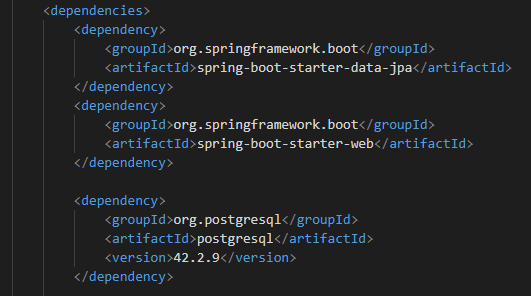 <dependencies>
<dependency>
<groupId>org.springframework.boot</groupId>
<artifactId>spring-boot-starter-data-jpa</artifactId>
</dependency>
<dependency>
<groupId>org.springframework.boot</groupId>
<artifactId>spring-boot-starter-web</artifactId>
</dependency>
<dependency>
<groupId>org.postgresql</groupId>
<artifactId>postgresql</artifactId>
<version>42.2.9</version>
</dependency>